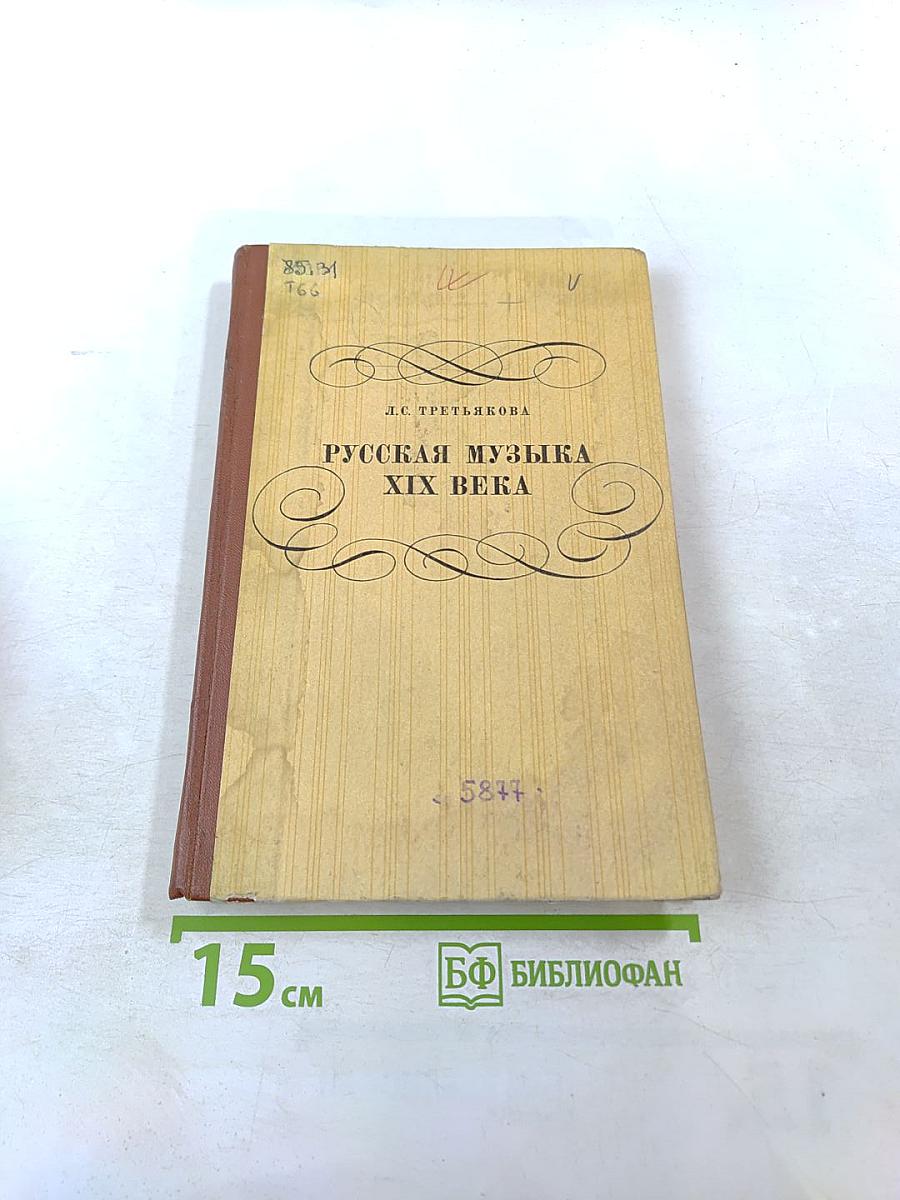 85.31
Т66
Л.С. ТРЕТЬЯКОВА
РУССКАЯ МУЗЫКА
XIX ВЕКА
5877
15 см
БФ БИБЛИОФАН